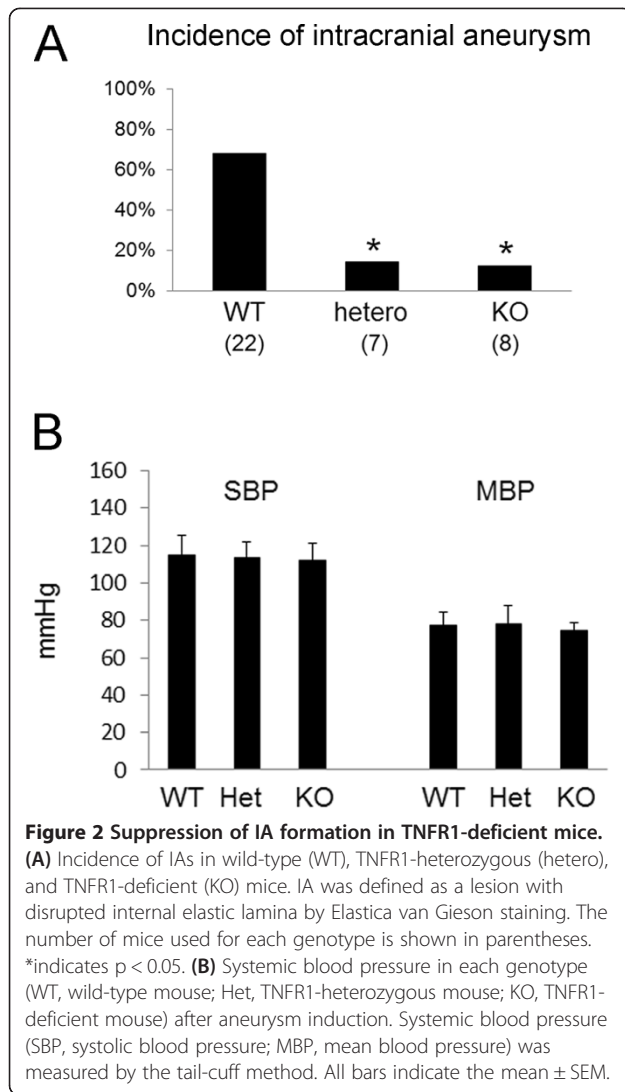 A
Incidence of intracranial aneurysm
100%
80%
60%
40%
20%
0%
* *
WT hetero KO
(22) (7) (8)
B
160
140
120
100
80
60
40
20
0
mmHg
SBP MBP
WT Het KO WT Het KO
Figure 2 Suppression of IA formation in TNFR1-deficient mice.
(A) Incidence of IAs in wild-type (WT), TNFR1-heterozygous (hetero),
and TNFR1-deficient (KO) mice. IA was defined as a lesion with
disrupted internal elastic lamina by Elastica van Gieson staining. The
number of mice used for each genotype is shown in parentheses.
*indicates p < 0.05. (B) Systemic blood pressure in each genotype
(WT, wild-type mouse; Het, TNFR1-heterozygous mouse; KO, TNFR1-
deficient mouse) after aneurysm induction. Systemic blood pressure
(SBP, systolic blood pressure; MBP, mean blood pressure) was
measured by the tail-cuff method. All bars indicate the mean ± SEM.